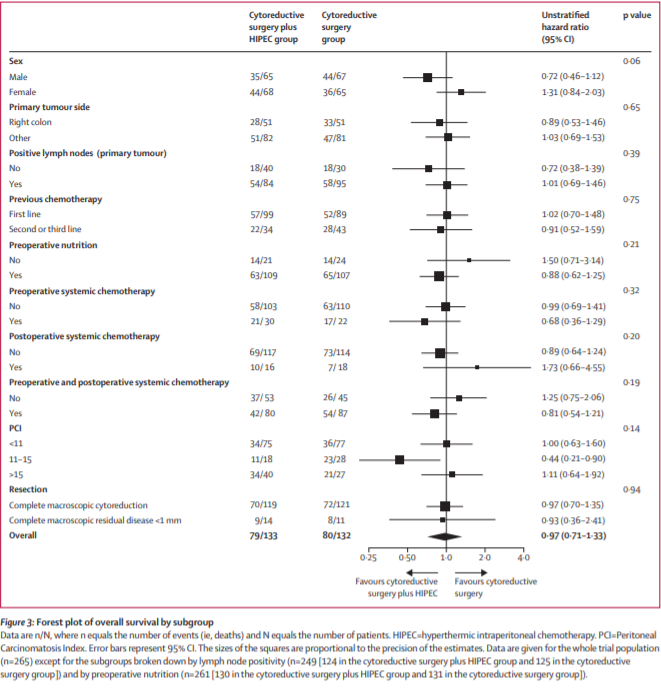 Cytoreductive surgery plus HIPEC group Cytoreductive surgery group Unstratified hazard ratio (95% CI) p value
Sex 0·06
Male 35/65 44/67 0·72 (0·46–1·12)
Female 44/68 36/65 1·31 (0·84–2·03)
Primary tumour side 0·65
Right colon 28/51 33/51 0·89 (0·53–1·46)
Other 51/82 47/81 1·03 (0·69–1·53)
Positive lymph nodes (primary tumour) 0·39
No 18/40 18/30 0·72 (0·38–1·39)
Yes 54/84 58/95 1·01 (0·69–1·46)
Previous chemotherapy 0·75
First line 57/99 52/89 1·02 (0·70–1·48)
Second or third line 22/34 28/43 0·91 (0·52–1·59)
Preoperative nutrition 0·21
No 14/21 14/24 1·50 (0·71–3·14)
Yes 63/109 65/107 0·88 (0·62–1·25)
Preoperative systemic chemotherapy 0·32
No 58/103 63/110 0·99 (0·69–1·41)
Yes 21/30 17/22 0·68 (0·36–1·29)
Postoperative systemic chemotherapy 0·20
No 69/117 73/114 0·89 (0·64–1·24)
Yes 10/16 7/18 1·73 (0·66–4·55)
Preoperative and postoperative systemic chemotherapy 0·19
No 37/53 26/45 1·25 (0·75–2·06)
Yes 42/80 54/87 0·81 (0·54–1·21)
PCI 0·14
<11 34/75 36/77 1·00 (0·63–1·60)
11–15 11/18 23/28 0·44 (0·21–0·90)
>15 34/40 21/27 1·11 (0·64–1·92)
Resection 0·94
Complete macroscopic cytoreduction 70/119 72/121 0·97 (0·70–1·35)
Complete macroscopic residual disease <1 mm 9/14 8/11 0·93 (0·36–2·41)
Overall 79/133 80/132 0·97 (0·71–1·33)
0·25 0·50 1·0 2·0 4·0
Favours cytoreductive surgery plus HIPEC Favours cytoreductive surgery
Figure 3: Forest plot of overall survival by subgroup
Data are n/N, where n equals the number of events (ie, deaths) and N equals the number of patients. HIPEC=hyperthermic intraperitoneal chemotherapy. PCI=Peritoneal
Carcinomatosis Index. Error bars represent 95% CI. The sizes of the squares are proportional to the precision of the estimates. Data are given for the whole trial population
(n=265) except for the subgroups broken down by lymph node positivity (n=249 [124 in the cytoreductive surgery plus HIPEC group and 125 in the cytoreductive
surgery group]) and by preoperative nutrition (n=261 [130 in the cytoreductive surgery plus HIPEC group and 131 in the cytoreductive surgery group]).